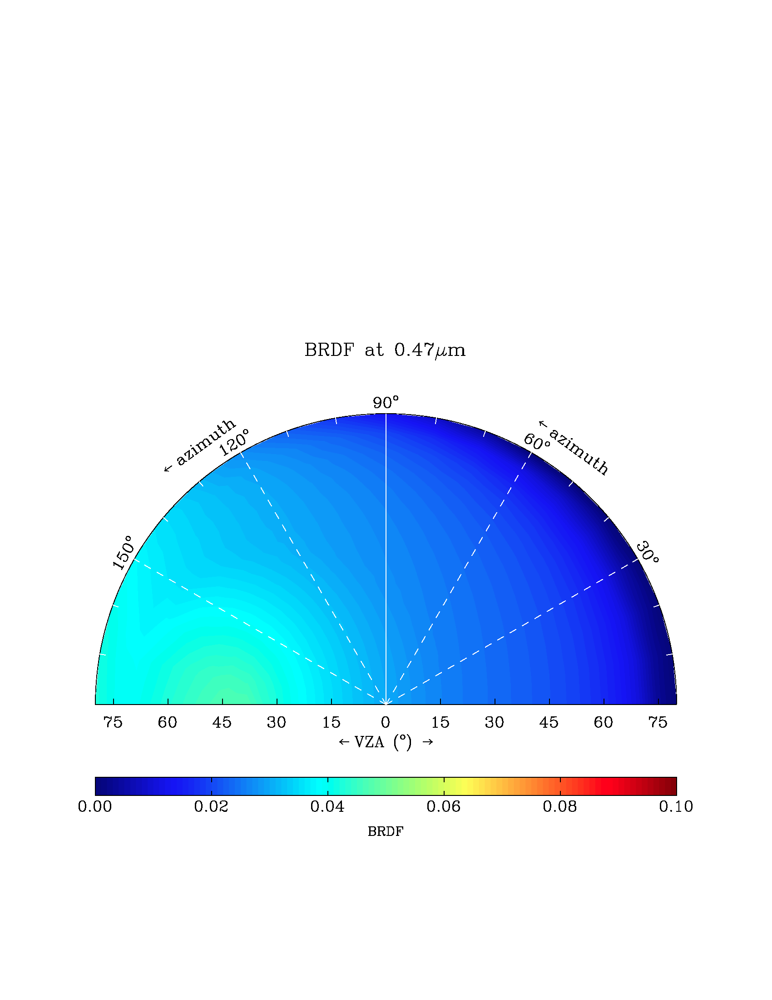 BRDF at 0.47μm
90°
← azimuth
120°
60°
← azimuth
150°
30°
75 60 45 30 15 0 15 30 45 60 75
← VZA (°) →
0.00 0.02 0.04 0.06 0.08 0.10
BRDF